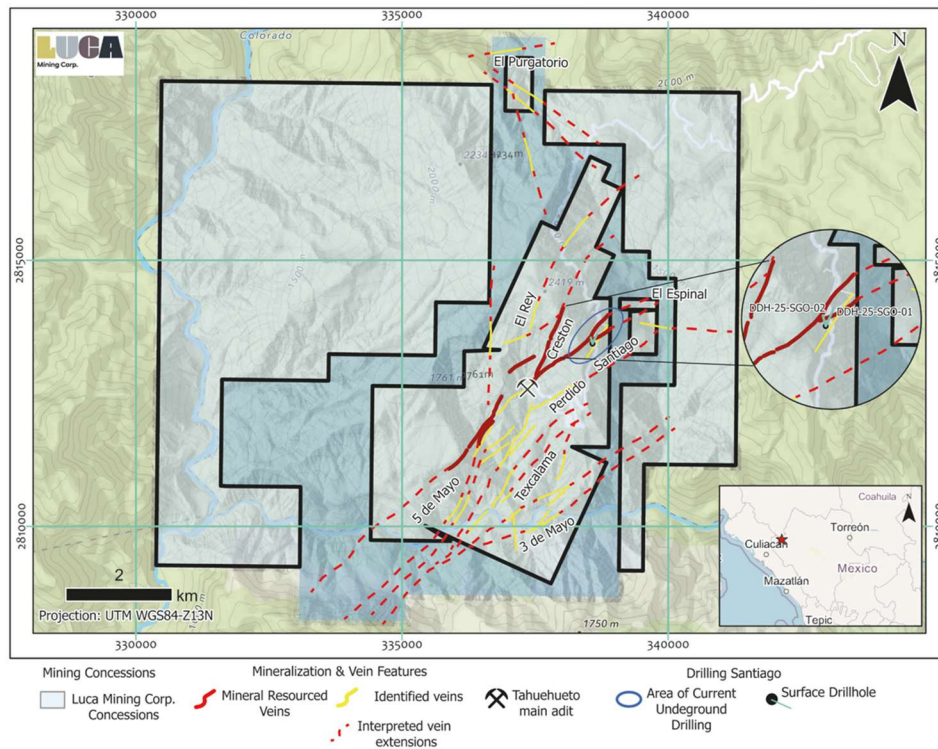 330000
335000
340000
LUCA
Mining Corp.
Colorado
N
El Purgatorio
2000 m
2815000
2419 m
El Rey
Creston
El Espinal
Santiago
Perdido
DDH-25-SGO-02
DDH-25-SGO-01
5 de Mayo
Texcalama
3 de Mayo
2810000
2
km
Projection: UTM WGS84-Z13N
1750 m
Coahuila
N
Torreón
Culiacán
México
Mazatlán
Tepic
330000
335000
340000
Mining Concessions
Mineralization & Vein Features
Drilling Santiago
Luca Mining Corp.
Concessions
Mineral Resourced
Veins
Identified veins
Tahuehueto
main adit
Area of Current
Undeground
Drilling
Surface Drillhole
Interpreted vein
extensions